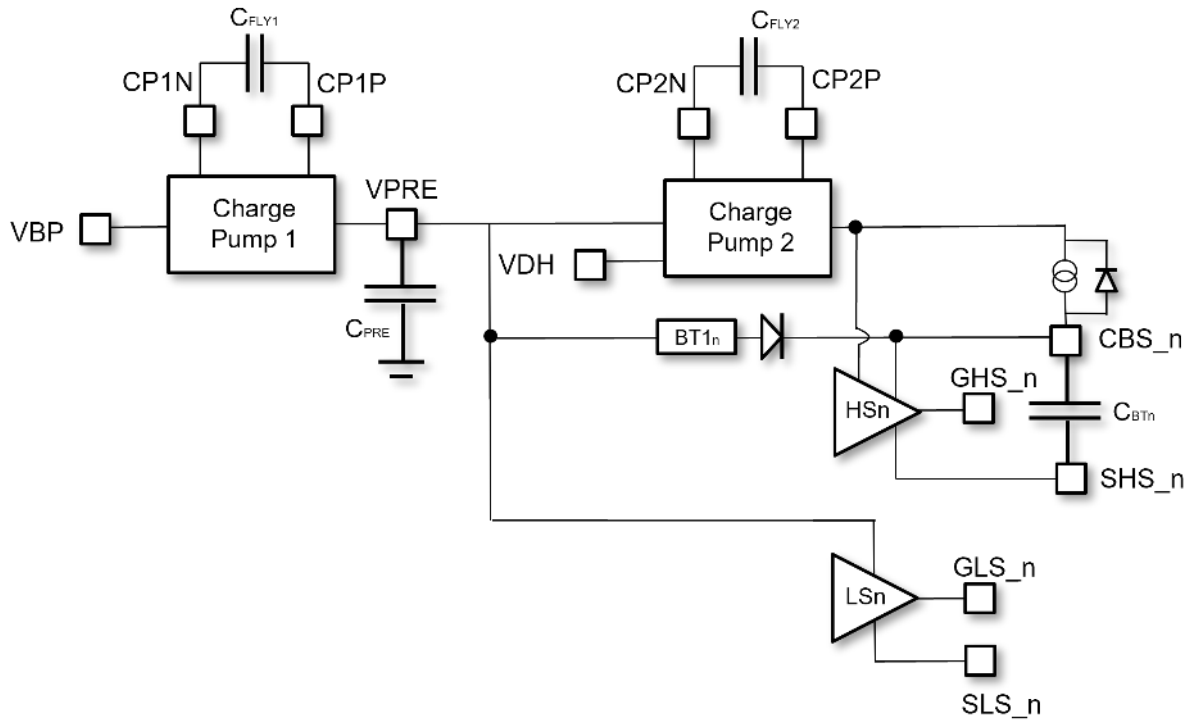 CFLY1
CFLY2
CP1N
CP1P
CP2N
CP2P
VBP
Charge
Pump 1
VPRE
Charge
Pump 2
VDH
CPRE
BT1n
CBS_n
GHS_n
HSn
CBTn
SHS_n
GLS_n
LSn
SLS_n